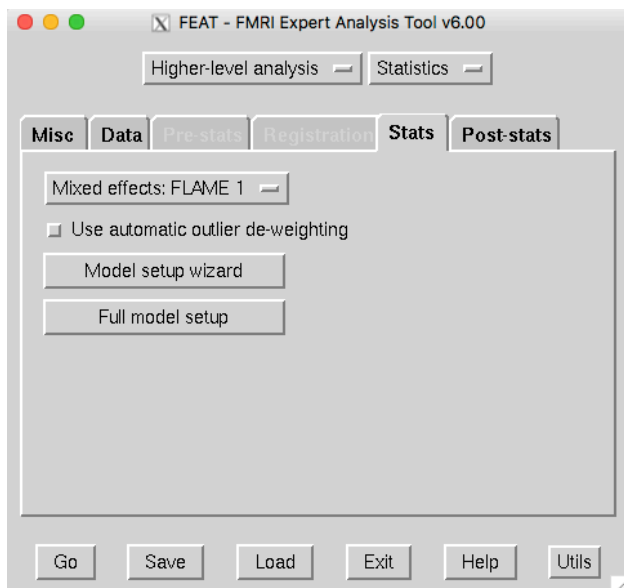 FEAT - FMRI Expert Analysis Tool v6.00
Higher-level analysis Statistics
Misc Data Pre-stats Registration Stats Post-stats
Mixed effects: FLAME 1
Use automatic outlier de-weighting
Model setup wizard
Full model setup
Go Save Load Exit Help Utils